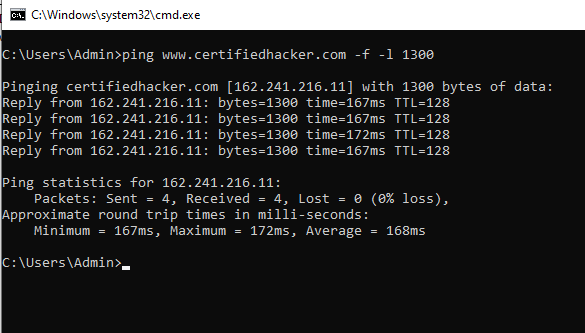 C:\Windows\system32\cmd.exe
C:\Users\Admin>ping www.certifiedhacker.com -f -l 1300
Pinging certifiedhacker.com [162.241.216.11] with 1300 bytes of data:
Reply from 162.241.216.11: bytes=1300 time=167ms TTL=128
Reply from 162.241.216.11: bytes=1300 time=167ms TTL=128
Reply from 162.241.216.11: bytes=1300 time=172ms TTL=128
Reply from 162.241.216.11: bytes=1300 time=167ms TTL=128
Ping statistics for 162.241.216.11:
    Packets: Sent = 4, Received = 4, Lost = 0 (0% loss),
Approximate round trip times in milli-seconds:
    Minimum = 167ms, Maximum = 172ms, Average = 168ms
C:\Users\Admin>